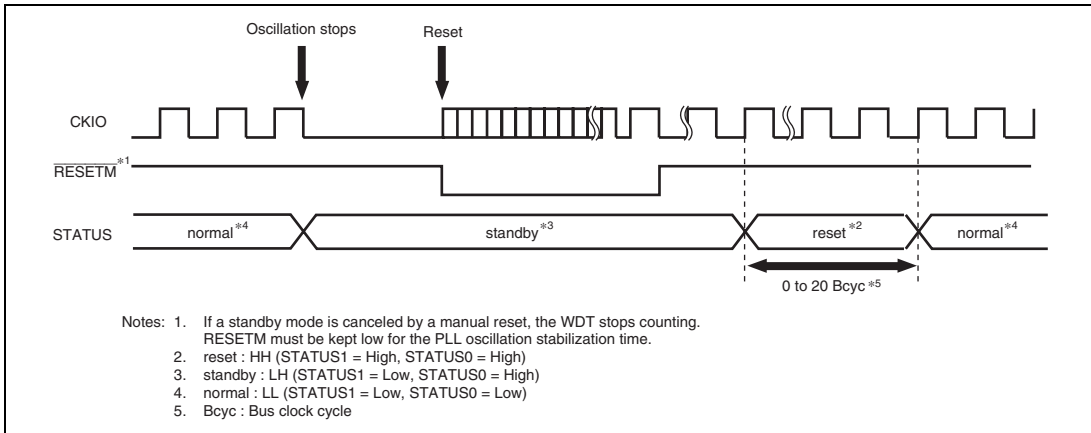 Oscillation stops
Reset
CKIO
RESETM*1
STATUS
normal*4
standby*3
reset*2
normal*4
0 to 20 Bcyc *5
Notes: 1. If a standby mode is canceled by a manual reset, the WDT stops counting.
RESETM must be kept low for the PLL oscillation stabilization time.
2. reset : HH (STATUS1 = High, STATUS0 = High)
3. standby : LH (STATUS1 = Low, STATUS0 = High)
4. normal : LL (STATUS1 = Low, STATUS0 = Low)
5. Bcyc : Bus clock cycle